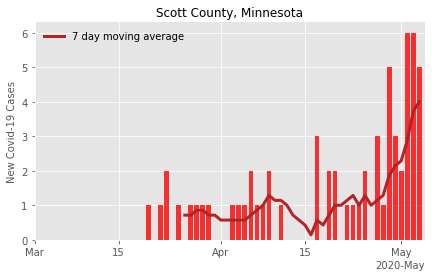 Scott County, Minnesota
7 day moving average
New Covid-19 Cases
6
5
4
3
2
1
0
Mar 15 Apr 15 May
2020-May